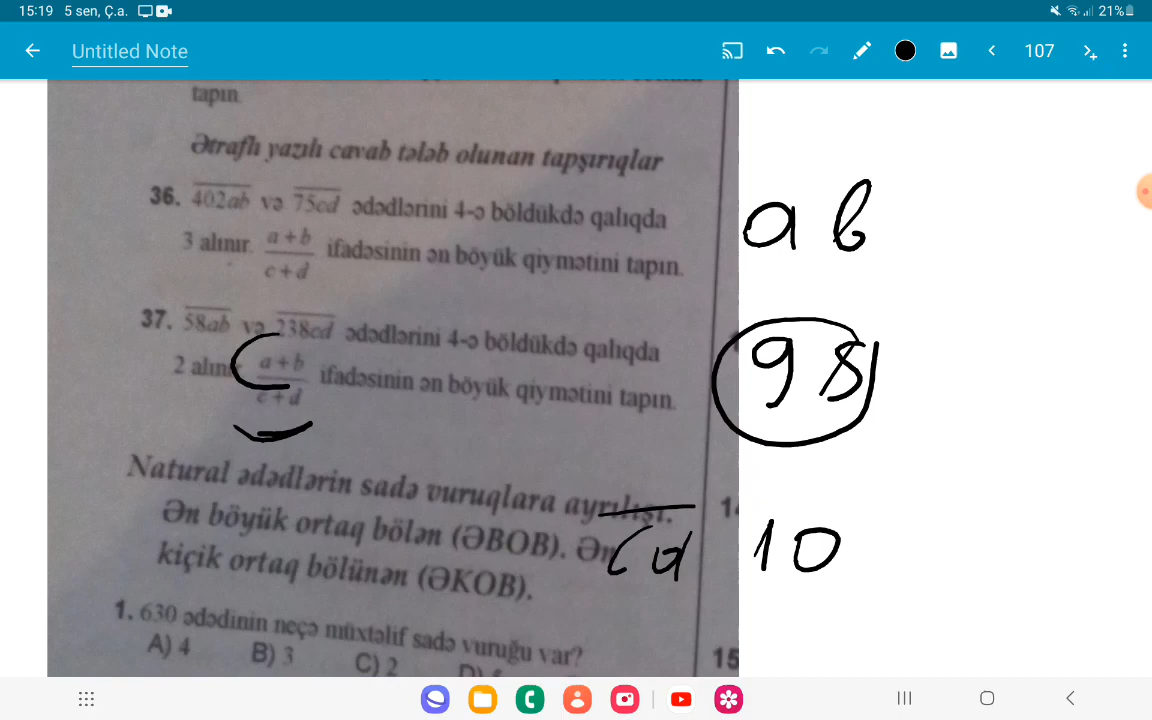 15:19 5 sen, Ç.a. 21%
Untitled Note 107
tapın.
Ətraflı yazılı cavab tələb olunan tapşırıqlar
36. 402ab və 75cd ədədlərini 4-ə böldükdə qalıqda
3 alınır. a+b / c+d ifadəsinin ən böyük qiymətini tapın.
37. 58ab və 238cd ədədlərini 4-ə böldükdə qalıqda
2 alınır a+b / c+d ifadəsinin ən böyük qiymətini tapın.
Natural ədədlərin sadə vuruqlara ayrılışı. 14
Ən böyük ortaq bölən (ƏBOB). Ən
kiçik ortaq bölünən (ƏKOB).
1. 630 ədədinin neçə müxtəlif sadə vuruğu var?
A) 4 B) 3 C) 2 15
a b
98
cd 10